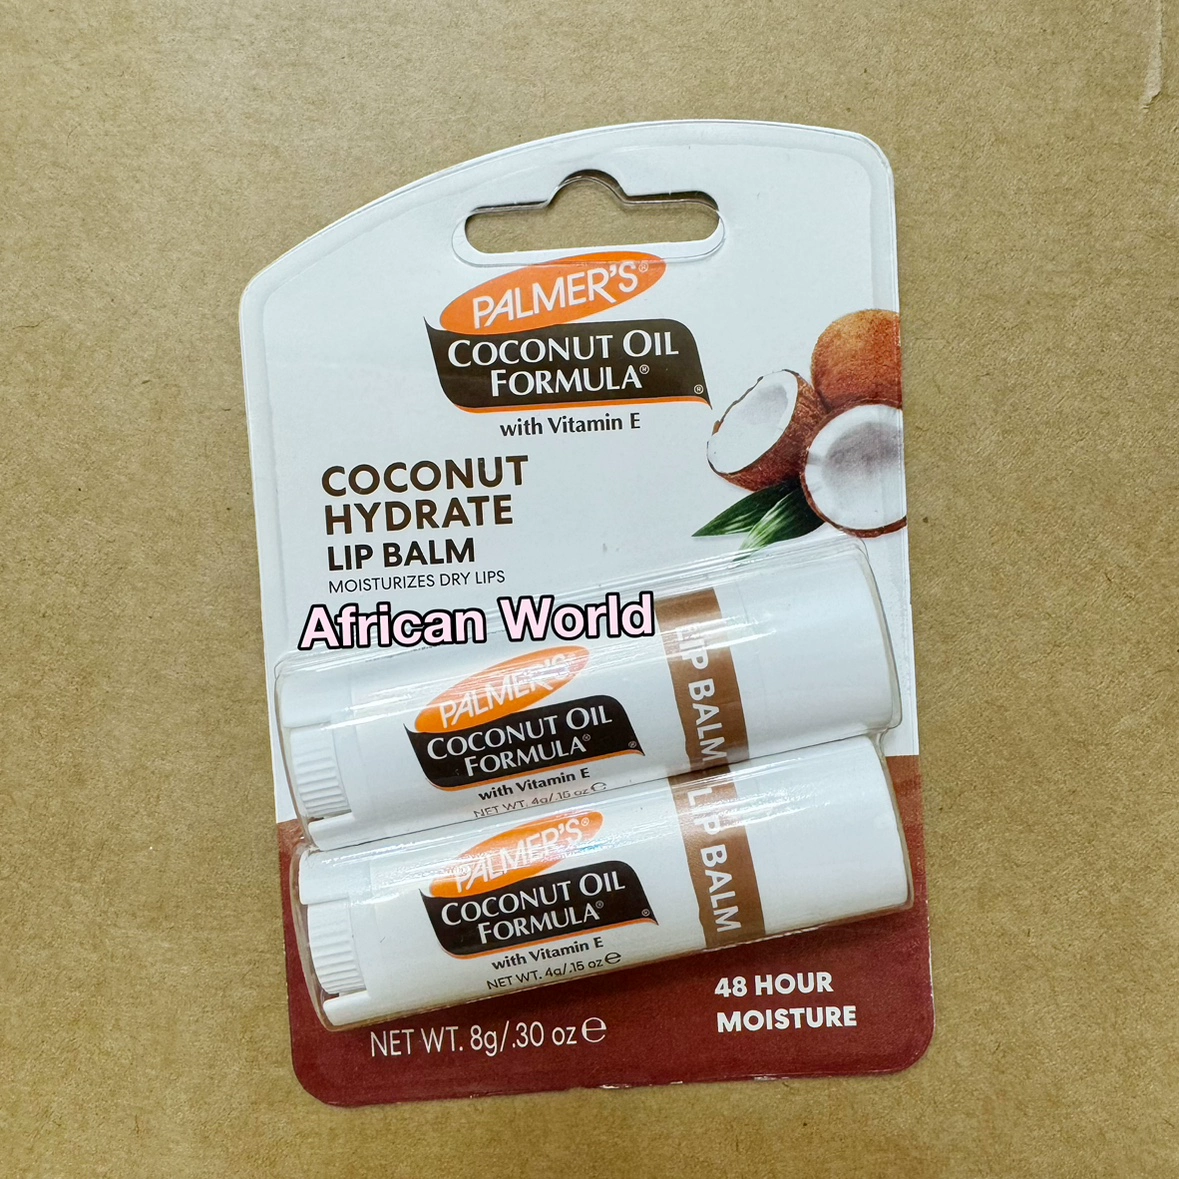 PALMER'S®
COCONUT OIL
FORMULA®
®
with Vitamin E
COCONUT
HYDRATE
LIP BALM
MOISTURIZES DRY LIPS
African World
PALMER'S®
COCONUT OIL
FORMULA®
®
with Vitamin E
NET WT. 4g/.15 oz ℮
LIP BALM
PALMER'S®
COCONUT OIL
FORMULA®
®
with Vitamin E
NET WT. 4g/.15 oz ℮
LIP BALM
48 HOUR
MOISTURE
NET WT. 8g/.30 oz ℮